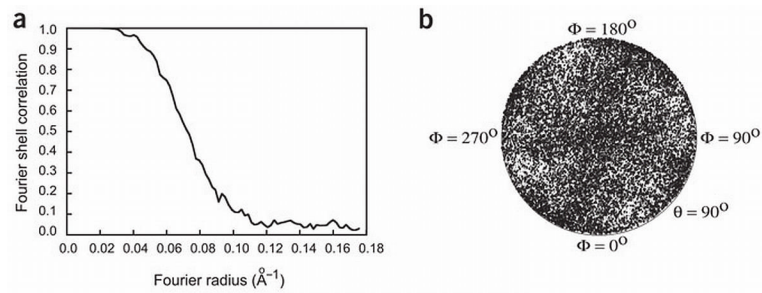 a
1.0
0.9
0.8
0.7
0.6
0.5
0.4
0.3
0.2
0.1
0.0
Fourier shell correlation
0.0 0.02 0.04 0.06 0.08 0.10 0.12 0.14 0.16 0.18
Fourier radius (Å⁻¹)
b
Φ = 180°
Φ = 270°
Φ = 90°
θ = 90°
Φ = 0°